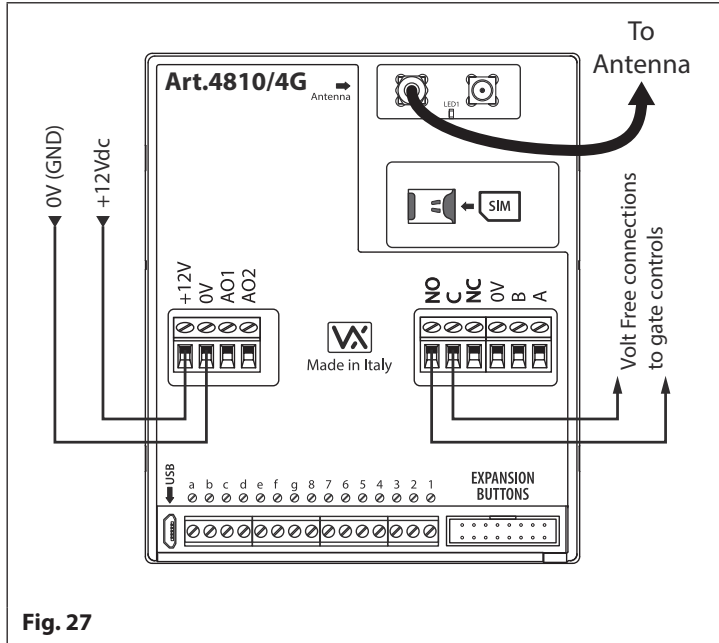 To
Antenna
Art.4810/4G
Antenna
LED1
SIM
0V (GND)
+12Vdc
+12V
0V
AO1
AO2
VX
Made in Italy
NO
C
NC
0V
B
A
Volt Free connections
to gate controls
USB
a b c d e f g 8 7 6 5 4 3 2 1
EXPANSION
BUTTONS
Fig. 27